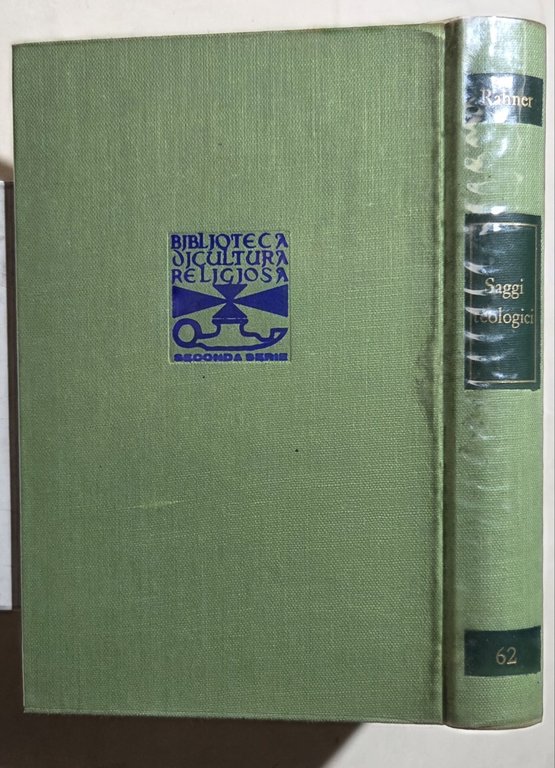 BIBLIOTECA
DI CULTURA
RELIGIOSA
SECONDA SERIE
Rahner
Saggi
teologici
62